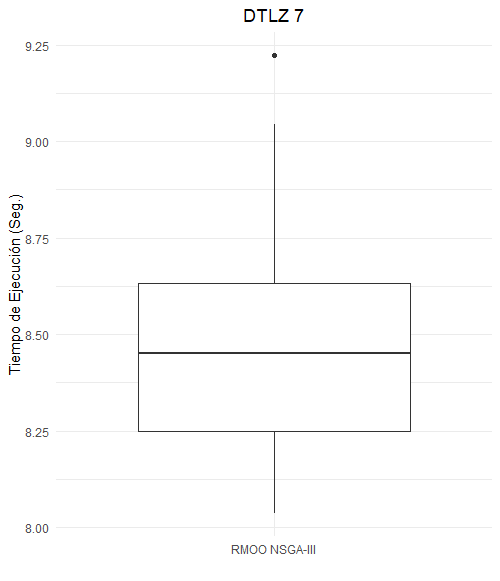 DTLZ 7
Tiempo de Ejecución (Seg.)
9.25
9.00
8.75
8.50
8.25
8.00
RMOO NSGA-III